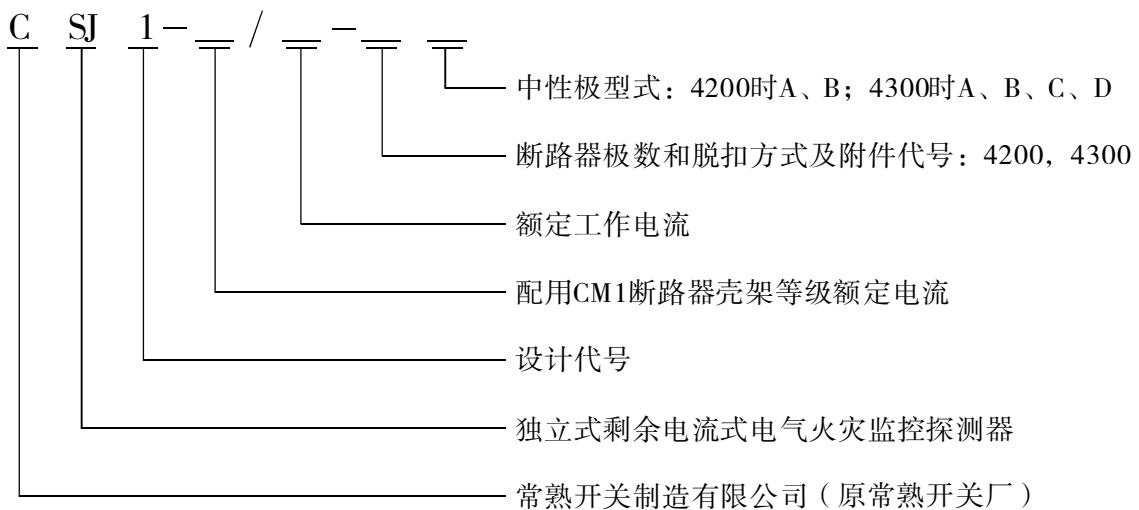 C SJ 1- / -
中性极型式：4200时A、B；4300时A、B、C、D
断路器极数和脱扣方式及附件代号：4200，4300
额定工作电流
配用CM1断路器壳架等级额定电流
设计代号
独立式剩余电流式电气火灾监控探测器
常熟开关制造有限公司（原常熟开关厂）